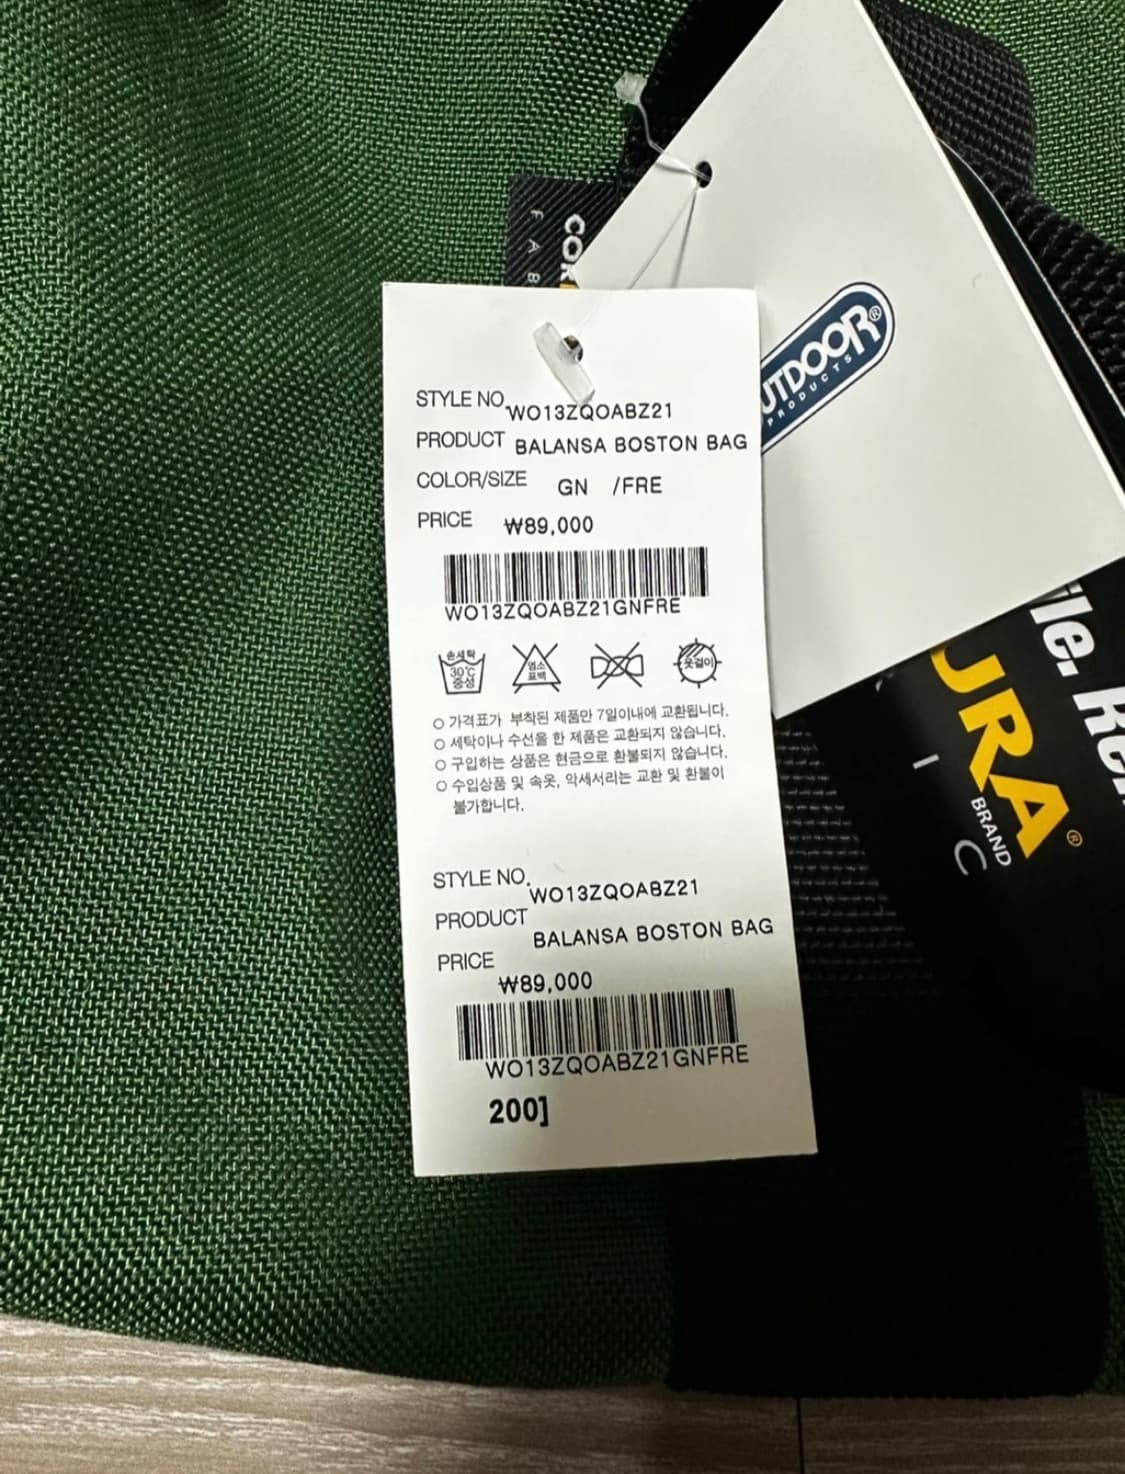 COR
F A B
UTDOOR®
PRODUCTS
STYLE NO. WO13ZQOABZ21
PRODUCT BALANSA BOSTON BAG
COLOR/SIZE GN /FRE
PRICE ₩89,000
WO13ZQOABZ21GNFRE
손세탁
30℃
중성
염소
표백
옷걸이
○ 가격표가 부착된 제품만 7일이내에 교환됩니다.
○ 세탁이나 수선을 한 제품은 교환되지 않습니다.
○ 구입하는 상품은 현금으로 환불되지 않습니다.
○ 수입상품 및 속옷, 악세서리는 교환 및 환불이
불가합니다.
STYLE NO. WO13ZQOABZ21
PRODUCT BALANSA BOSTON BAG
PRICE ₩89,000
WO13ZQOABZ21GNFRE
200]
URA®
BRAND
I C